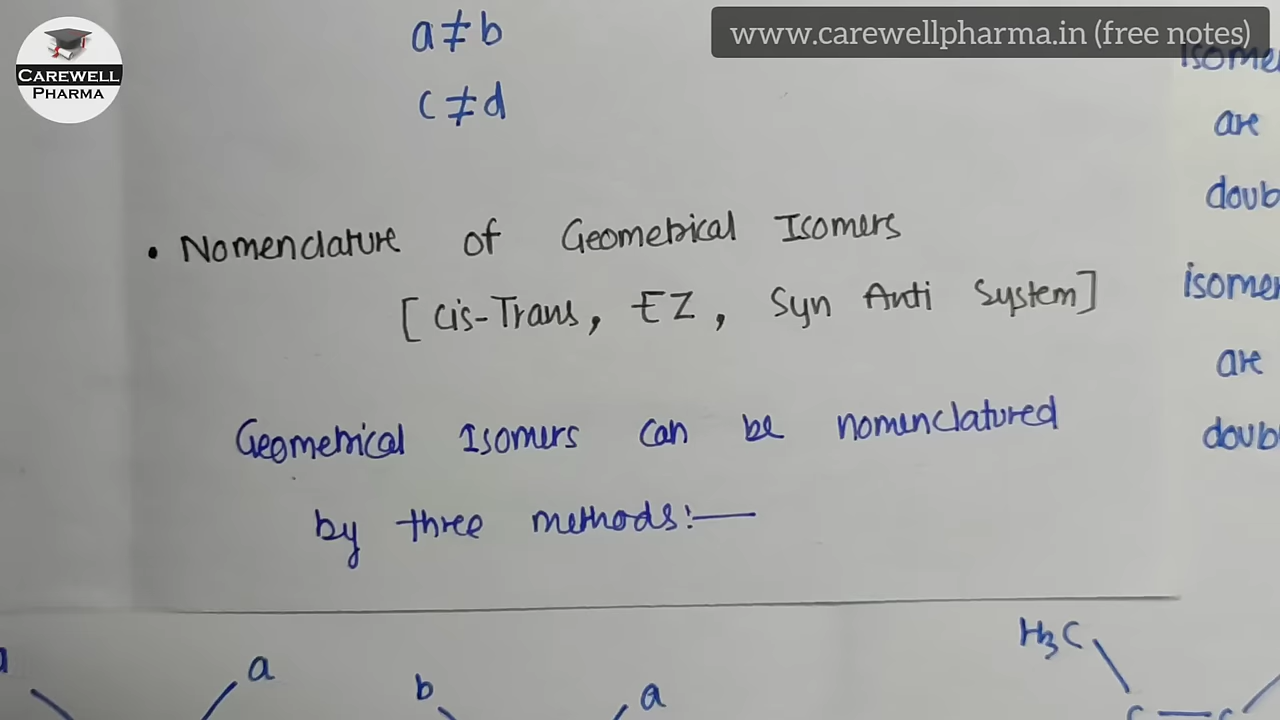 www.carewellpharma.in (free notes)
CAREWELL
PHARMA
a≠b
c≠d
• Nomenclature of Geometrical Isomers
[Cis-Trans, EZ, Syn Anti System]
Geometrical Isomers can be nomenclatured
by three methods:—
are
are
a
b
a
H₃C
C — C